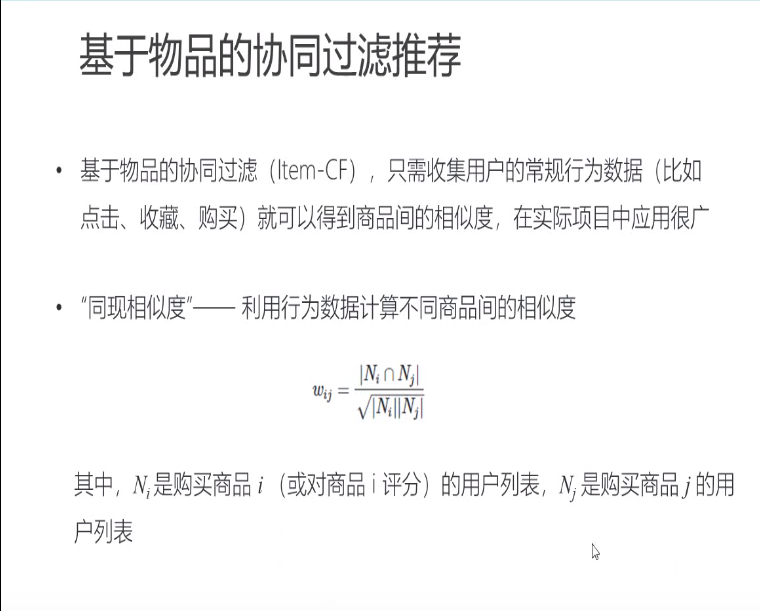 基于物品的协同过滤推荐
• 基于物品的协同过滤（Item-CF），只需收集用户的常规行为数据（比如
点击、收藏、购买）就可以得到商品间的相似度，在实际项目中应用很广
• “同现相似度”—— 利用行为数据计算不同商品间的相似度
w_{ij} = \frac{|N_i ∩ N_j|}{\sqrt{|N_i||N_j|}}
其中，N_i是购买商品 i （或对商品 i 评分）的用户列表，N_j 是购买商品 j 的用
户列表